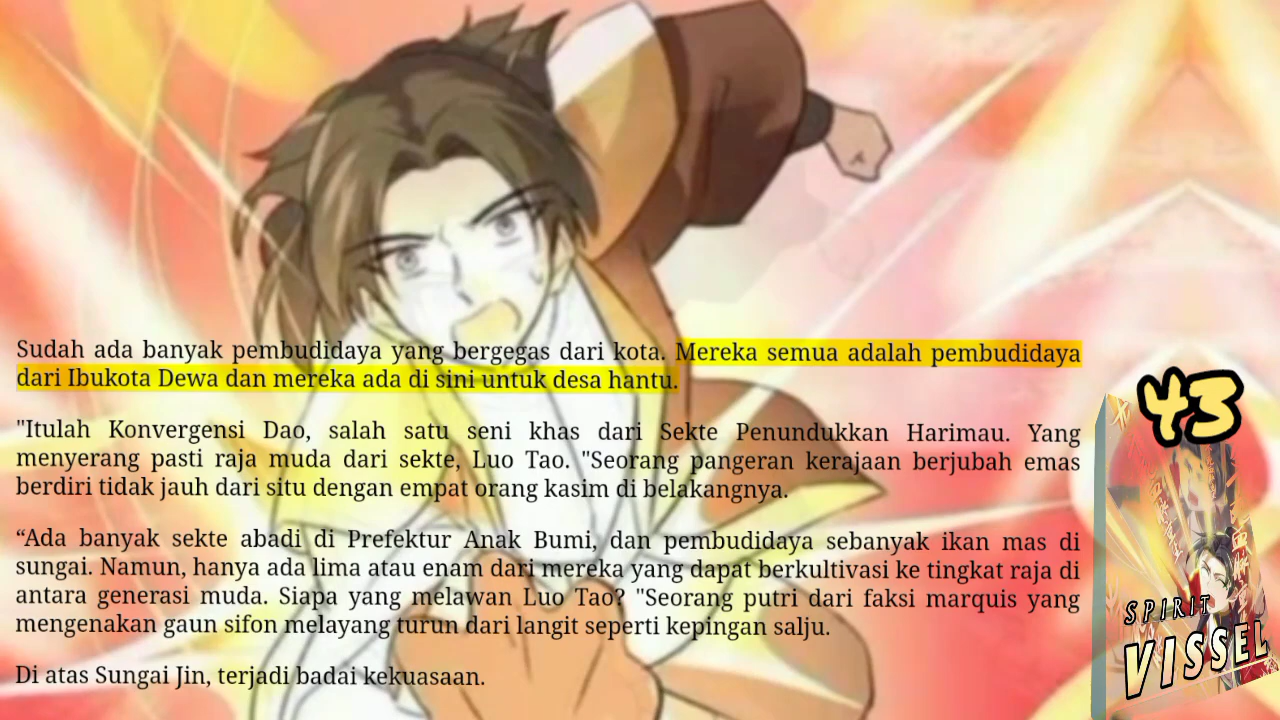 Sudah ada banyak pembudidaya yang bergegas dari kota. Mereka semua adalah pembudidaya
dari Ibukota Dewa dan mereka ada di sini untuk desa hantu.
"Itulah Konvergensi Dao, salah satu seni khas dari Sekte Penundukkan Harimau. Yang
menyerang pasti raja muda dari sekte, Luo Tao. "Seorang pangeran kerajaan berjubah emas
berdiri tidak jauh dari situ dengan empat orang kasim di belakangnya.
“Ada banyak sekte abadi di Prefektur Anak Bumi, dan pembudidaya sebanyak ikan mas di
sungai. Namun, hanya ada lima atau enam dari mereka yang dapat berkultivasi ke tingkat raja di
antara generasi muda. Siapa yang melawan Luo Tao? "Seorang putri dari faksi marquis yang
mengenakan gaun sifon melayang turun dari langit seperti kepingan salju.
Di atas Sungai Jin, terjadi badai kekuasaan.
43
SPIRIT
VISSEL